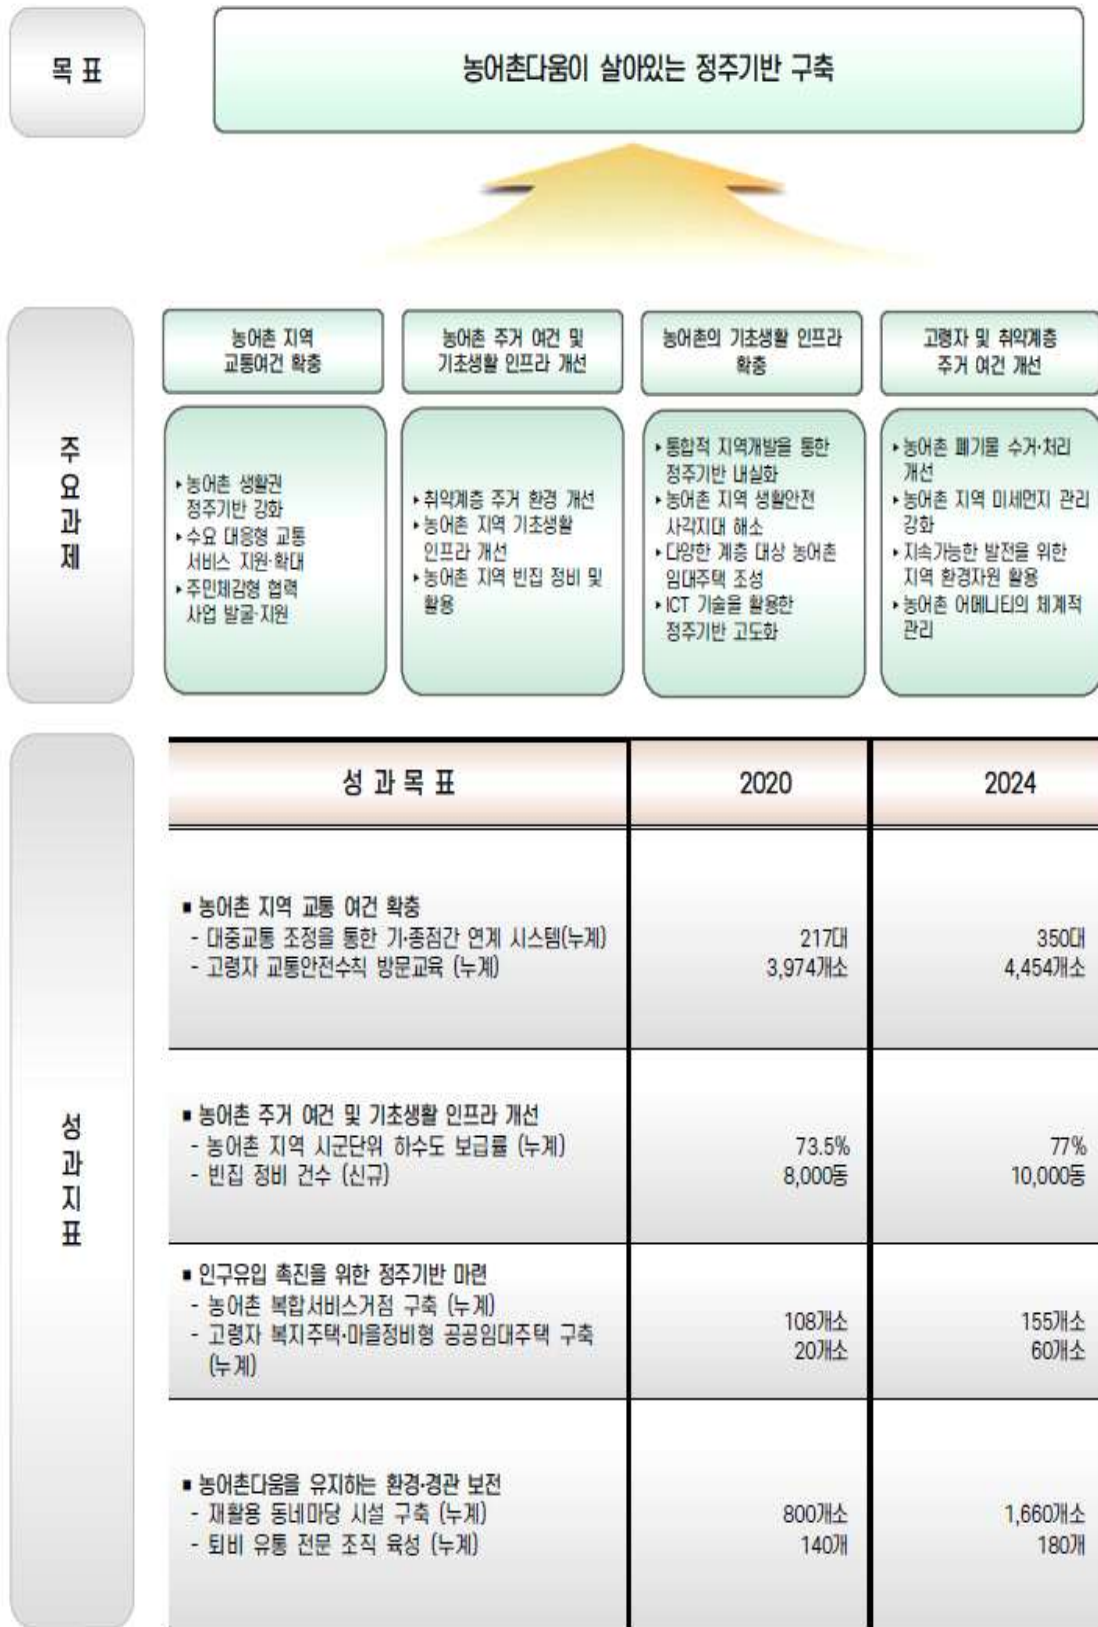 목 표
농어촌다움이 살아있는 정주기반 구축
주
요
과
제
농어촌 지역
교통여건 확충
농어촌 주거 여건 및
기초생활 인프라 개선
농어촌의 기초생활 인프라
확충
고령자 및 취약계층
주거 여건 개선
▸농어촌 생활권
정주기반 강화
▸수요 대응형 교통
서비스 지원·확대
▸주민체감형 협력
사업 발굴·지원
▸취약계층 주거 환경 개선
▸농어촌 지역 기초생활
인프라 개선
▸농어촌 지역 빈집 정비 및
활용
▸통합적 지역개발을 통한
정주기반 내실화
▸농어촌 지역 생활안전
사각지대 해소
▸다양한 계층 대상 농어촌
임대주택 조성
▸ICT 기술을 활용한
정주기반 고도화
▸농어촌 폐기물 수거·처리
개선
▸농어촌 지역 미세먼지 관리
강화
▸지속가능한 발전을 위한
지역 환경자원 활용
▸농어촌 어메니티의 체계적
관리
성
과
지
표
성 과 목 표 2020 2024
■ 농어촌 지역 교통 여건 확충
- 대중교통 조정을 통한 기·종점간 연계 시스템(누계) 217대 350대
- 고령자 교통안전수칙 방문교육 (누계) 3,974개소 4,454개소
■ 농어촌 주거 여건 및 기초생활 인프라 개선
- 농어촌 지역 시군단위 하수도 보급률 (누계) 73.5% 77%
- 빈집 정비 건수 (신규) 8,000동 10,000동
■ 인구유입 촉진을 위한 정주기반 마련
- 농어촌 복합서비스거점 구축 (누계) 108개소 155개소
- 고령자 복지주택·마을정비형 공공임대주택 구축 20개소 60개소
(누계)
■ 농어촌다움을 유지하는 환경·경관 보전
- 재활용 동네마당 시설 구축 (누계) 800개소 1,660개소
- 퇴비 유통 전문 조직 육성 (누계) 140개 180개